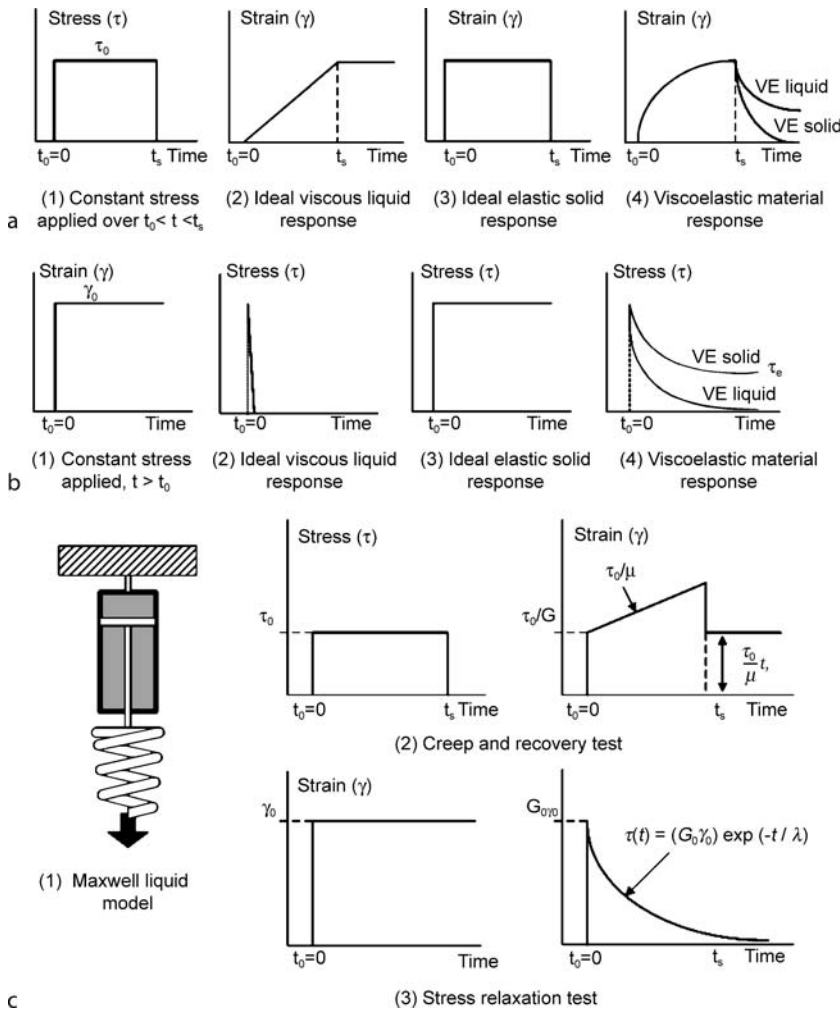 Stress (τ)
τ0
t0=0
ts Time
(1) Constant stress
applied over t0< t <ts
Strain (γ)
t0=0
ts Time
(2) Ideal viscous liquid
response
Strain (γ)
t0=0
ts Time
(3) Ideal elastic solid
response
Strain (γ)
VE liquid
VE solid
t0=0
ts
Time
(4) Viscoelastic material
response
a
Strain (γ)
γ0
t0=0
Time
(1) Constant stress
applied, t > t0
Stress (τ)
t0=0
Time
(2) Ideal viscous liquid
response
Stress (τ)
t0=0
Time
(3) Ideal elastic solid
response
Stress (τ)
VE solid
τe
VE liquid
t0=0
Time
(4) Viscoelastic material
response
b
(1) Maxwell liquid
model
Stress (τ)
τ0
t0=0
ts Time
Strain (γ)
τ0/μ
τ0/G
τ0/μ t,
t0=0
ts
Time
(2) Creep and recovery test
Strain (γ)
γ0
t0=0
Time
G0γ0
τ(t) = (G0γ0) exp (-t / λ)
t0=0
ts
Time
(3) Stress relaxation test
c